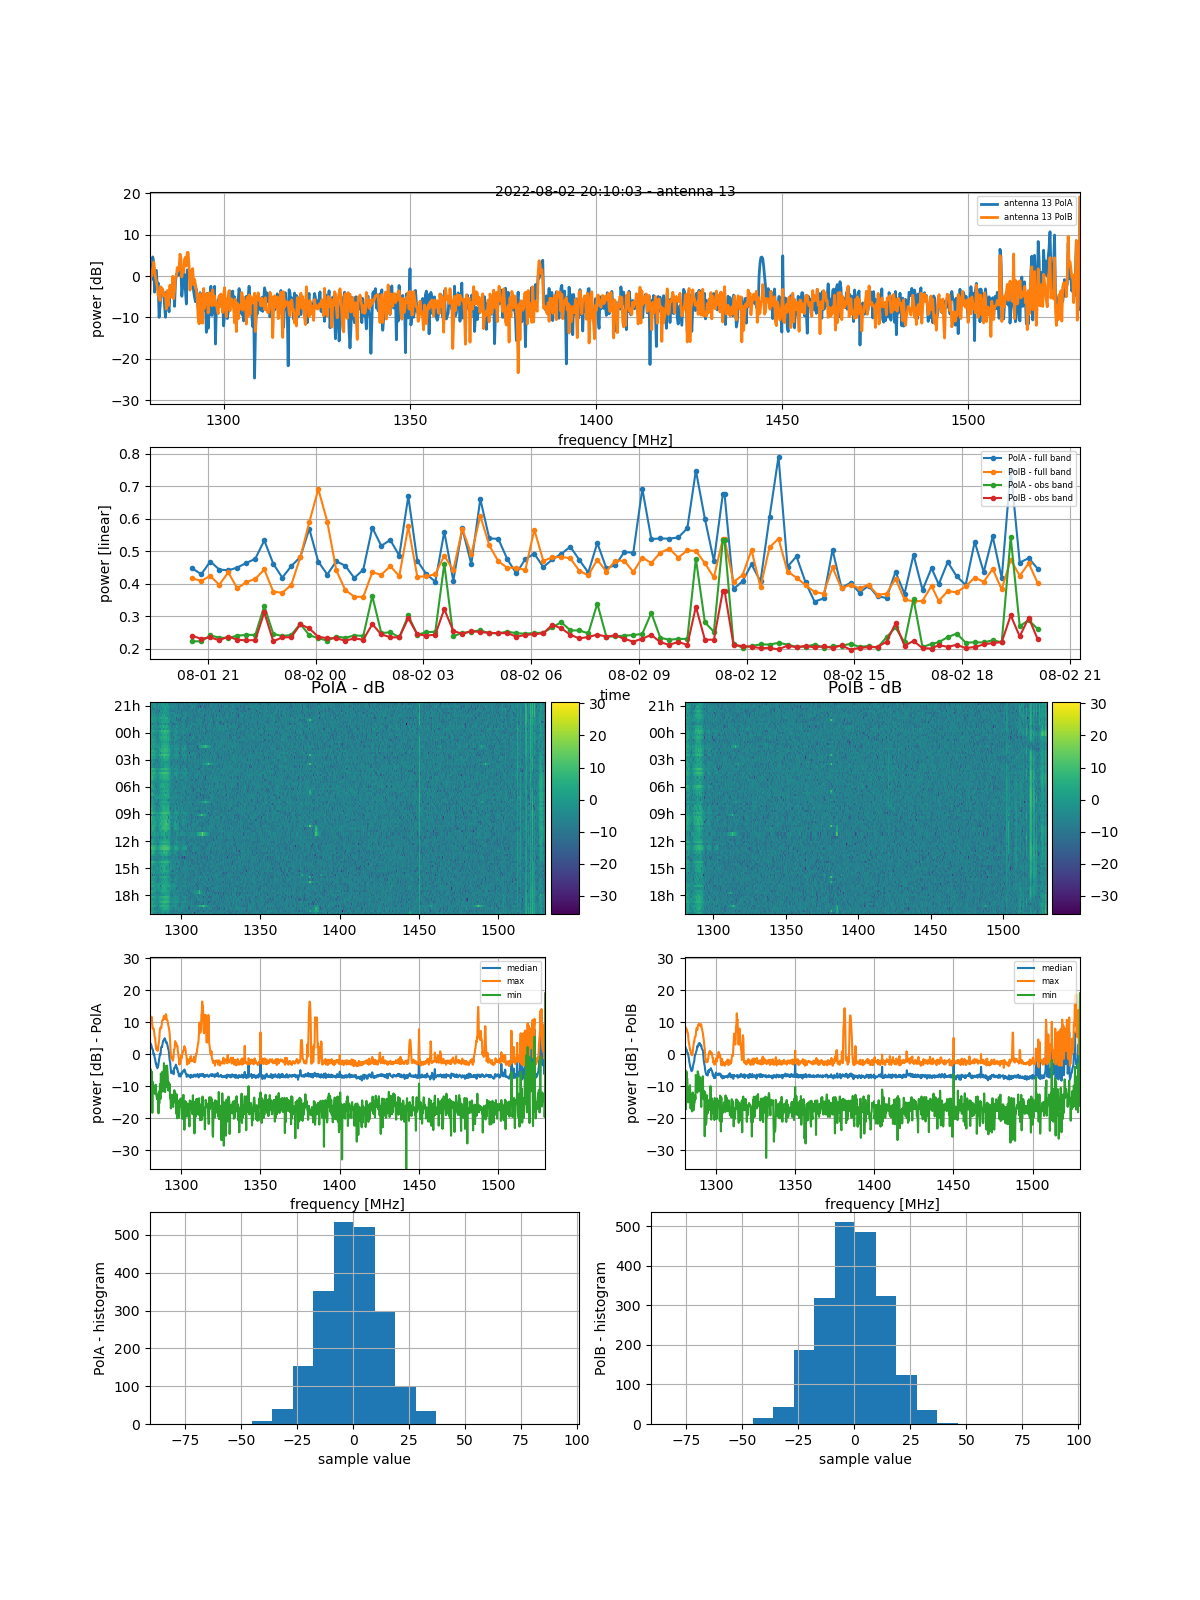 2022-08-02 20:10:03 - antenna 13
antenna 13 PolA
antenna 13 PolB
power [dB]
20
10
0
−10
−20
−30
1300 1350 1400 1450 1500
frequency [MHz]
PolA - full band
PolB - full band
PolA - obs band
PolB - obs band
power [linear]
0.8
0.7
0.6
0.5
0.4
0.3
0.2
08-01 21 08-02 00 08-02 03 08-02 06 08-02 09 08-02 12 08-02 15 08-02 18 08-02 21
time
PolA - dB
21h
00h
03h
06h
09h
12h
15h
18h
1300 1350 1400 1450 1500
30
20
10
0
−10
−20
−30
PolB - dB
21h
00h
03h
06h
09h
12h
15h
18h
1300 1350 1400 1450 1500
30
20
10
0
−10
−20
−30
power [dB] - PolA
30
20
10
0
−10
−20
−30
median
max
min
1300 1350 1400 1450 1500
frequency [MHz]
power [dB] - PolB
30
20
10
0
−10
−20
−30
median
max
min
1300 1350 1400 1450 1500
frequency [MHz]
PolA - histogram
500
400
300
200
100
0
−75 −50 −25 0 25 50 75 100
sample value
PolB - histogram
500
400
300
200
100
0
−75 −50 −25 0 25 50 75 100
sample value